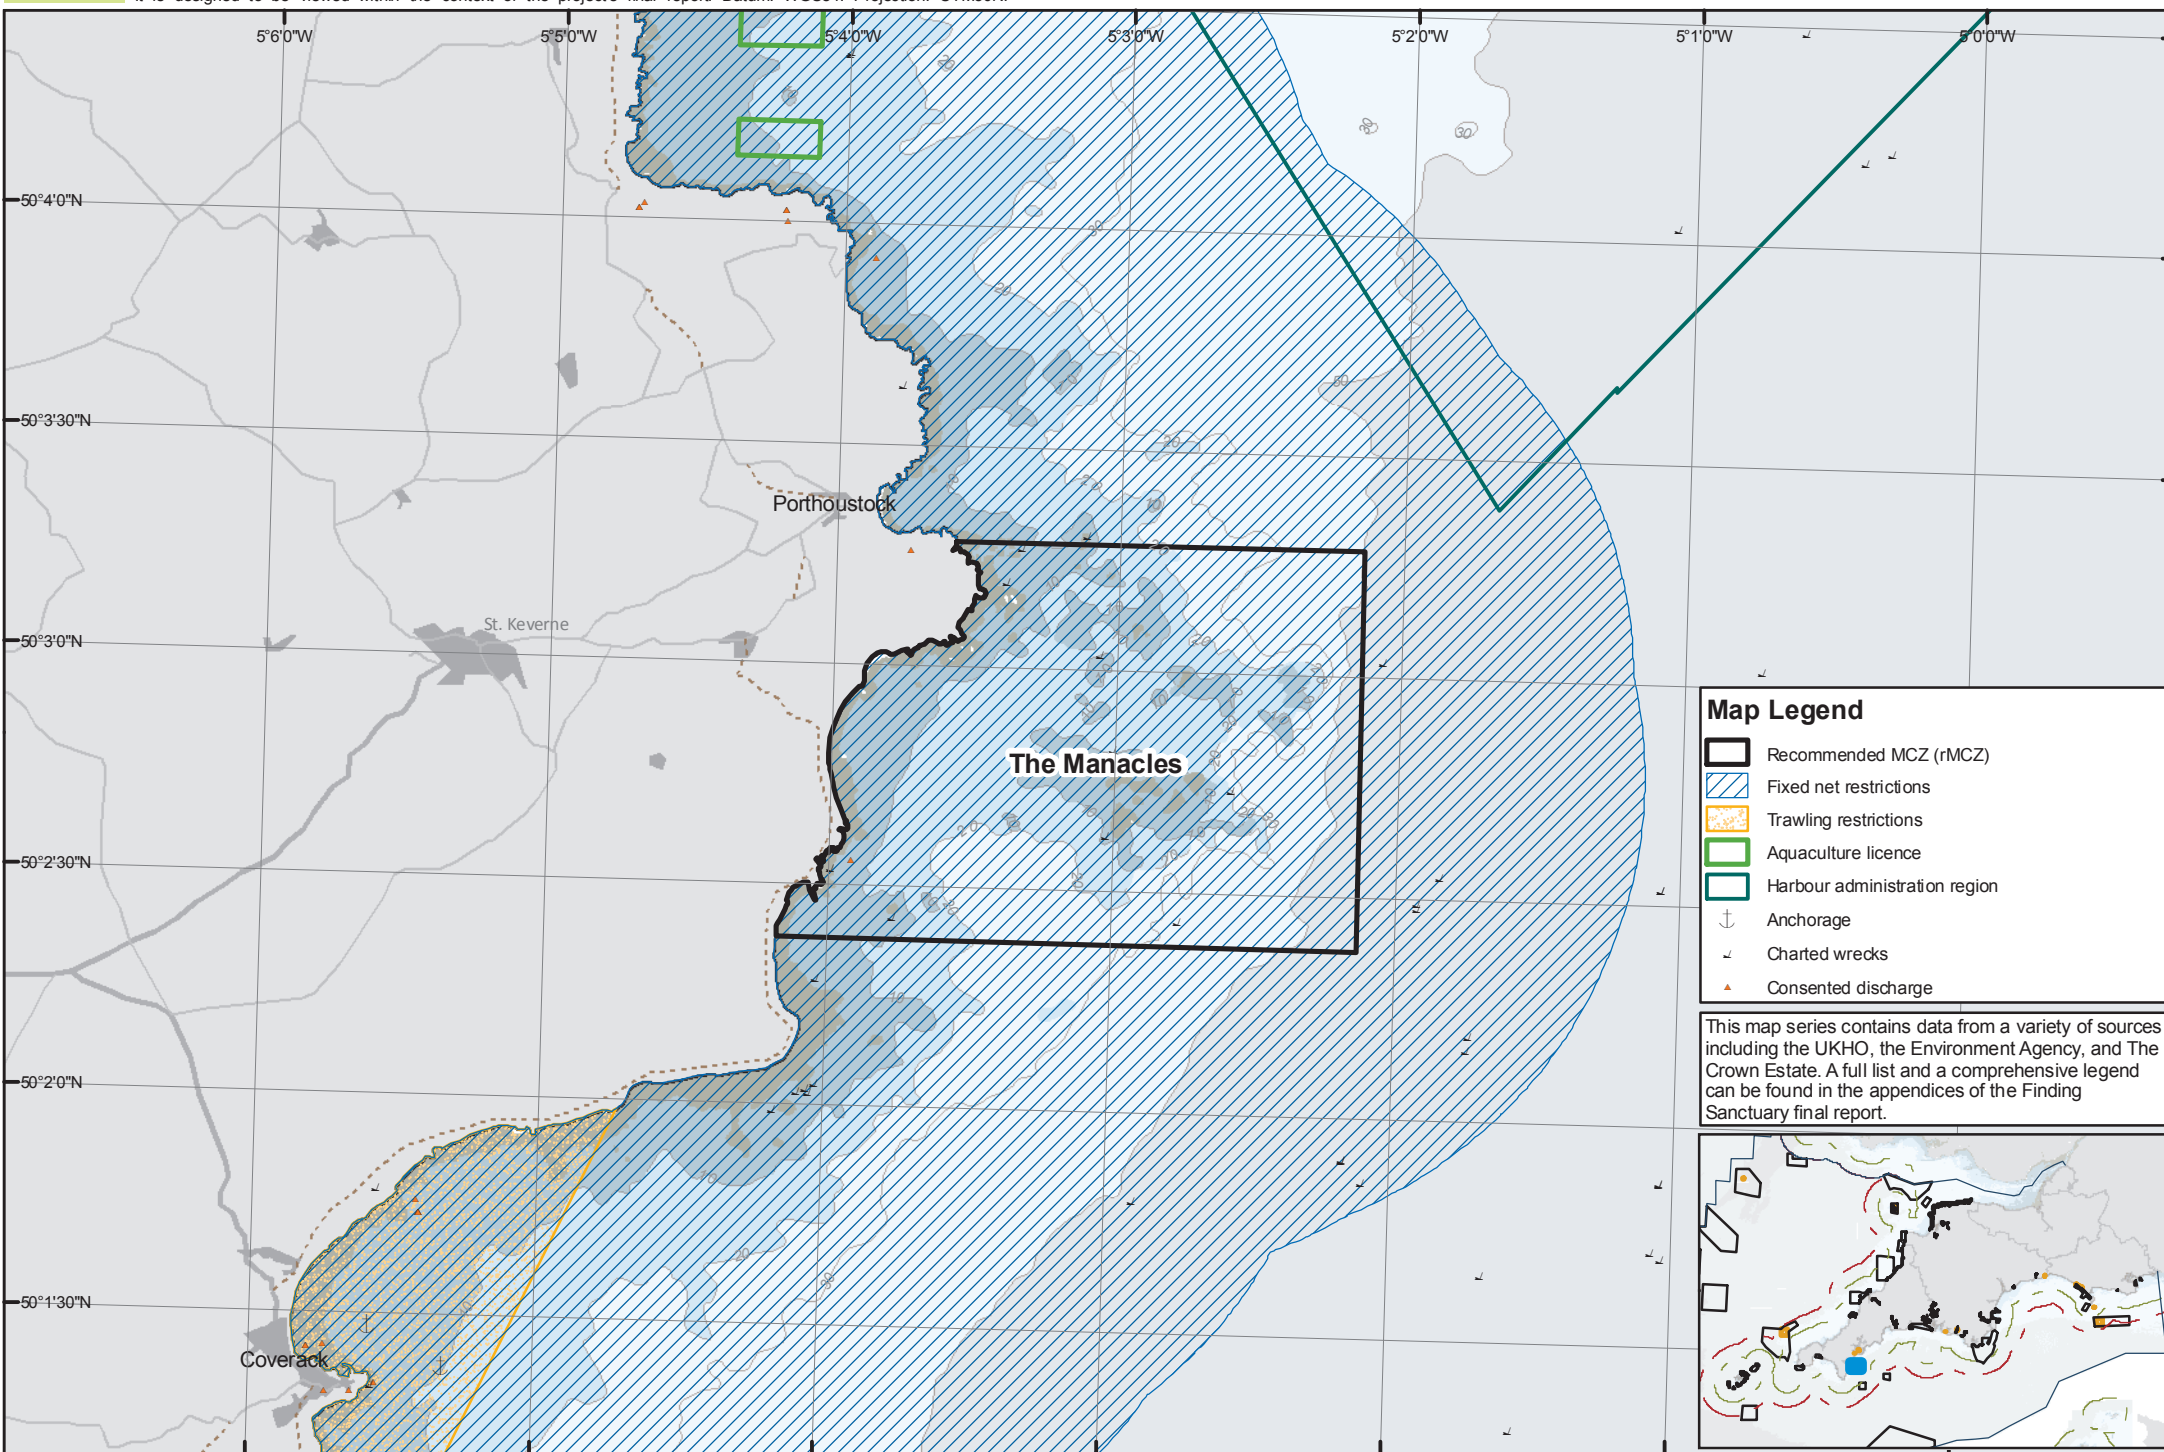 5°6'0"W
5°5'0"W
5°4'0"W
5°3'0"W
5°2'0"W
5°1'0"W
5°0'0"W
50°4'0"N
50°3'30"N
50°3'0"N
50°2'30"N
50°2'0"N
50°1'30"N
Porthoustock
St. Keverne
The Manacles
Coverack
Map Legend
Recommended MCZ (rMCZ)
Fixed net restrictions
Trawling restrictions
Aquaculture licence
Harbour administration region
Anchorage
Charted wrecks
Consented discharge
This map series contains data from a variety of sources
including the UKHO, the Environment Agency, and The
Crown Estate. A full list and a comprehensive legend
can be found in the appendices of the Finding
Sanctuary final report.